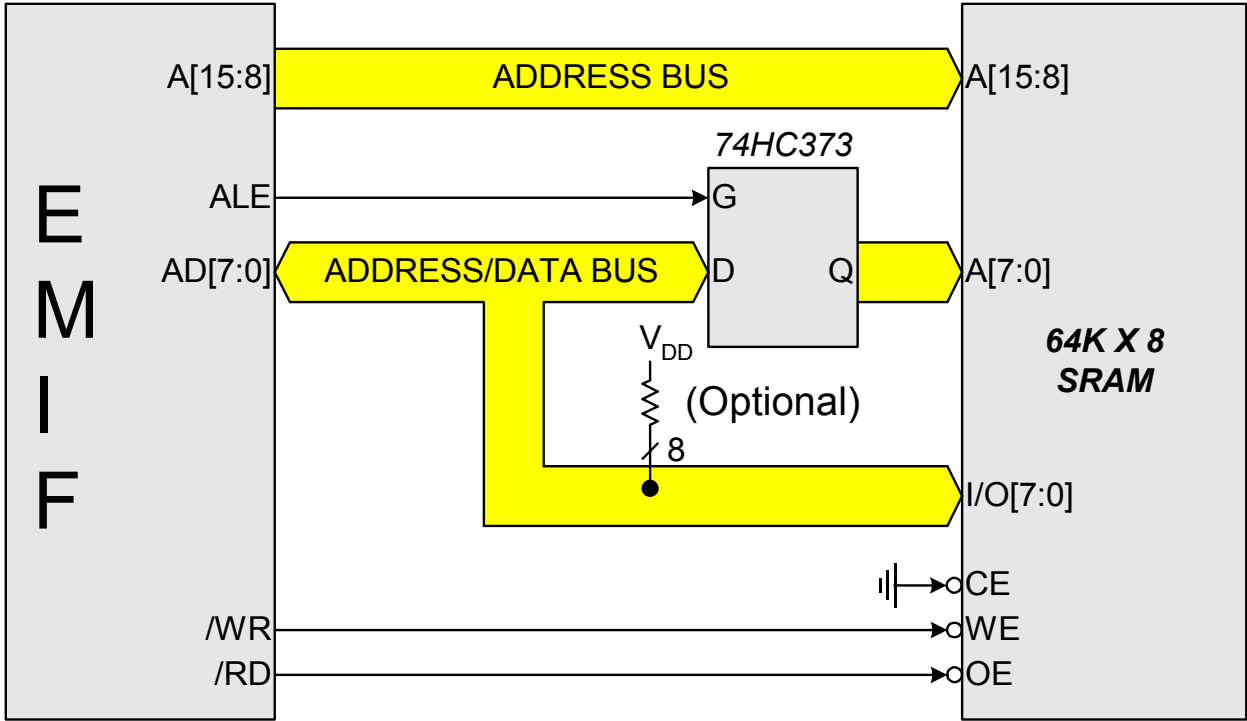 EMIF
A[15:8]
ADDRESS BUS
A[15:8]
74HC373
ALE
G
AD[7:0]
ADDRESS/DATA BUS
D
Q
A[7:0]
VDD
(Optional)
8
64K X 8
SRAM
I/O[7:0]
CE
/WR
WE
/RD
OE